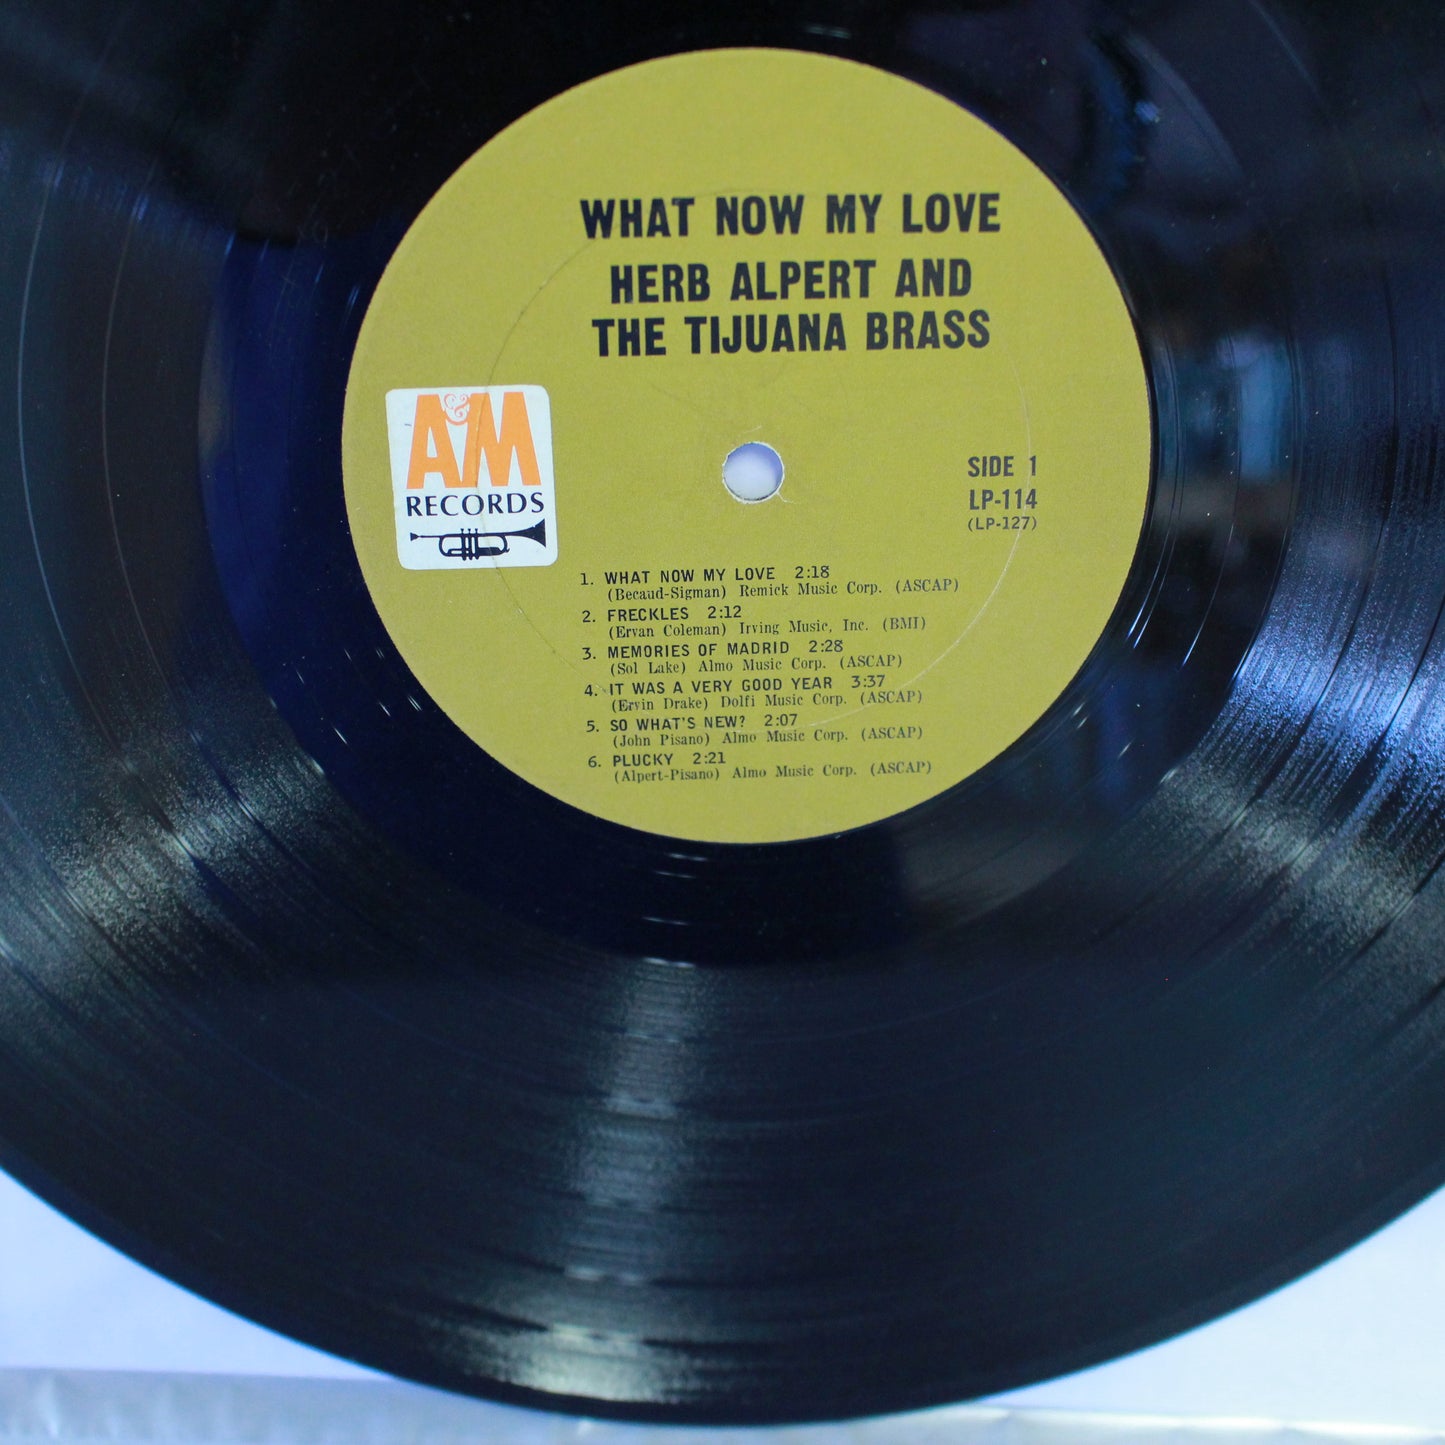 WHAT NOW MY LOVE
HERB ALPERT AND
THE TIJUANA BRASS
A&M
RECORDS
SIDE 1
LP-114
(LP-127)
1. WHAT NOW MY LOVE 2:18
(Becaud-Sigman) Remick Music Corp. (ASCAP)
2. FRECKLES 2:12
(Ervan Coleman) Irving Music, Inc. (BMI)
3. MEMORIES OF MADRID 2:28
(Sol Lake) Almo Music Corp. (ASCAP)
4. IT WAS A VERY GOOD YEAR 3:37
(Ervin Drake) Dolfi Music Corp. (ASCAP)
5. SO WHAT'S NEW? 2:07
(John Pisano) Almo Music Corp. (ASCAP)
6. PLUCKY 2:21
(Alpert-Pisano) Almo Music Corp. (ASCAP)